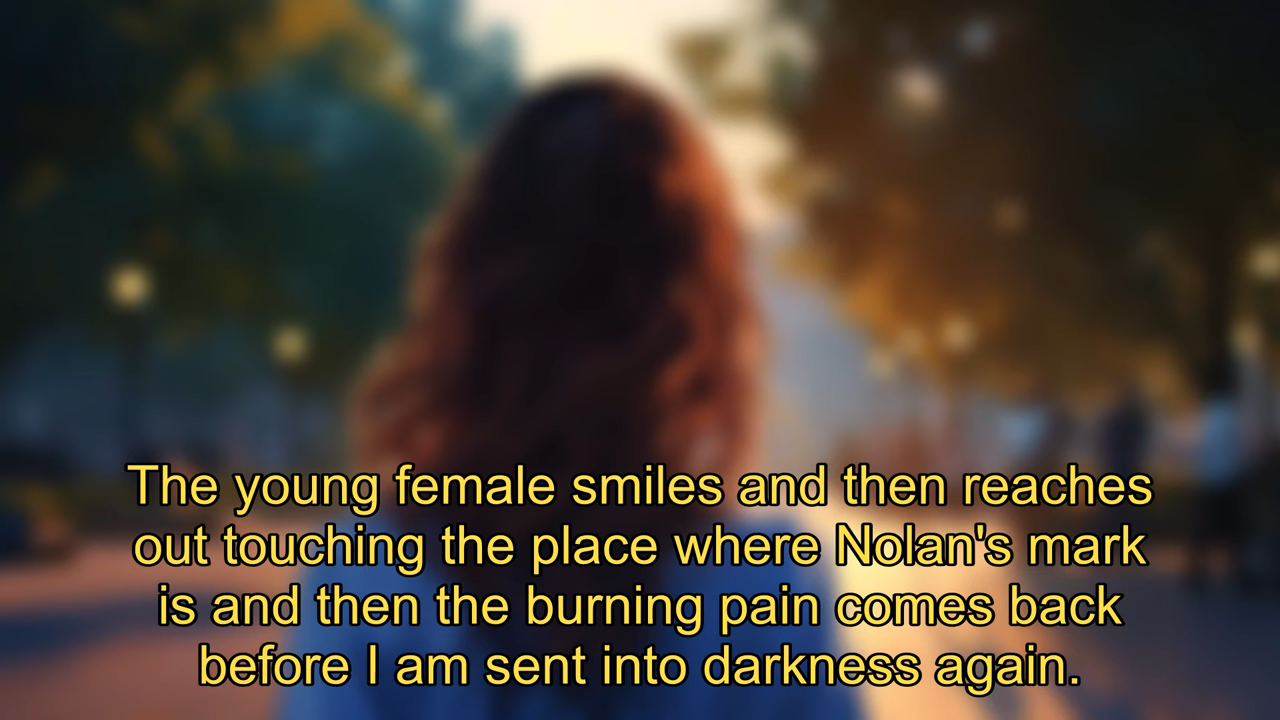 The young female smiles and then reaches
out touching the place where Nolan's mark
is and then the burning pain comes back
before I am sent into darkness again.